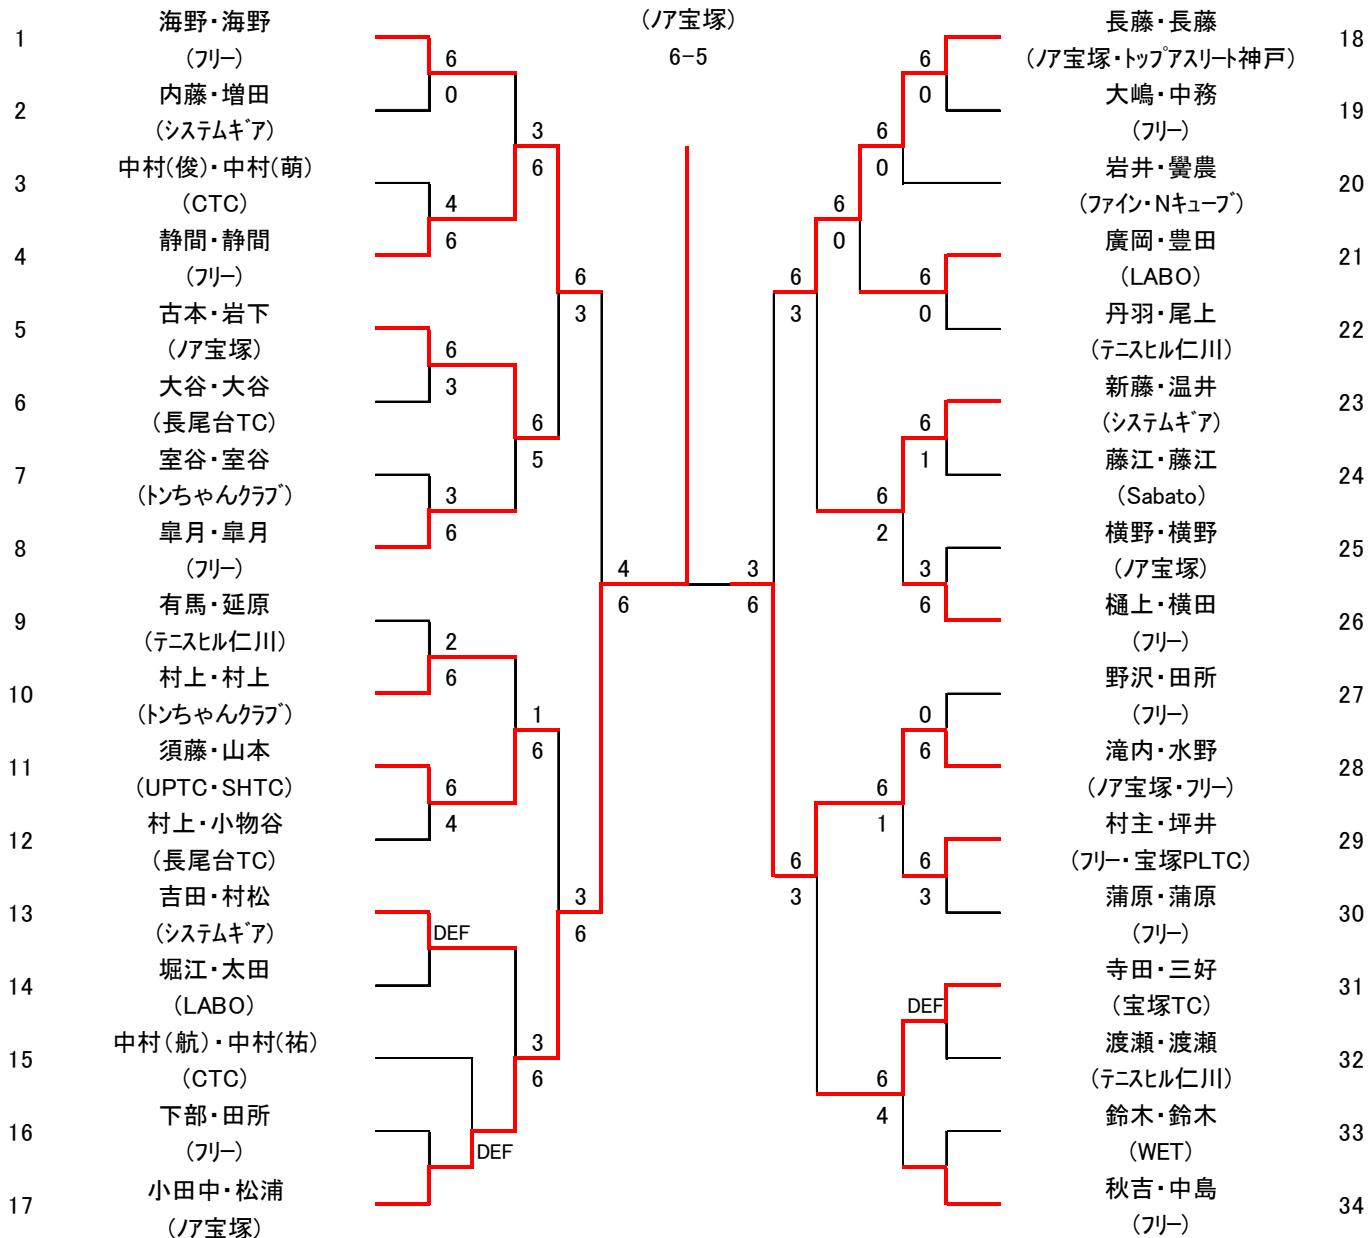 (ノア宝塚)
6-5
1
海野・海野
(フリー)
2
内藤・増田
(システムギア)
3
中村(俊)・中村(萌)
(CTC)
4
静間・静間
(フリー)
5
古本・岩下
(ノア宝塚)
6
大谷・大谷
(長尾台TC)
7
室谷・室谷
(トンちゃんクラブ)
8
皐月・皐月
(フリー)
9
有馬・延原
(テニスヒル仁川)
10
村上・村上
(トンちゃんクラブ)
11
須藤・山本
(UPTC・SHTC)
12
村上・小物谷
(長尾台TC)
13
吉田・村松
(システムギア)
14
堀江・太田
(LABO)
15
中村(航)・中村(祐)
(CTC)
16
下部・田所
(フリー)
17
小田中・松浦
(ノア宝塚)
6
0
4
6
6
3
3
6
2
6
6
4
DEF
DEF
3
6
6
5
1
6
3
6
6
3
3
6
4
6
3
6
6
3
6
3
6
0
6
2
6
1
6
4
6
0
6
0
6
0
6
1
3
6
0
6
6
3
DEF
長藤・長藤
(ノア宝塚・トップアスリート神戸)
18
大嶋・中務
(フリー)
19
岩井・黌農
(ファイン・Nキューブ)
20
廣岡・豊田
(LABO)
21
丹羽・尾上
(テニスヒル仁川)
22
新藤・温井
(システムギア)
23
藤江・藤江
(Sabato)
24
横野・横野
(ノア宝塚)
25
樋上・横田
(フリー)
26
野沢・田所
(フリー)
27
滝内・水野
(ノア宝塚・フリー)
28
村主・坪井
(フリー・宝塚PLTC)
29
蒲原・蒲原
(フリー)
30
寺田・三好
(宝塚TC)
31
渡瀬・渡瀬
(テニスヒル仁川)
32
鈴木・鈴木
(WET)
33
秋吉・中島
(フリー)
34